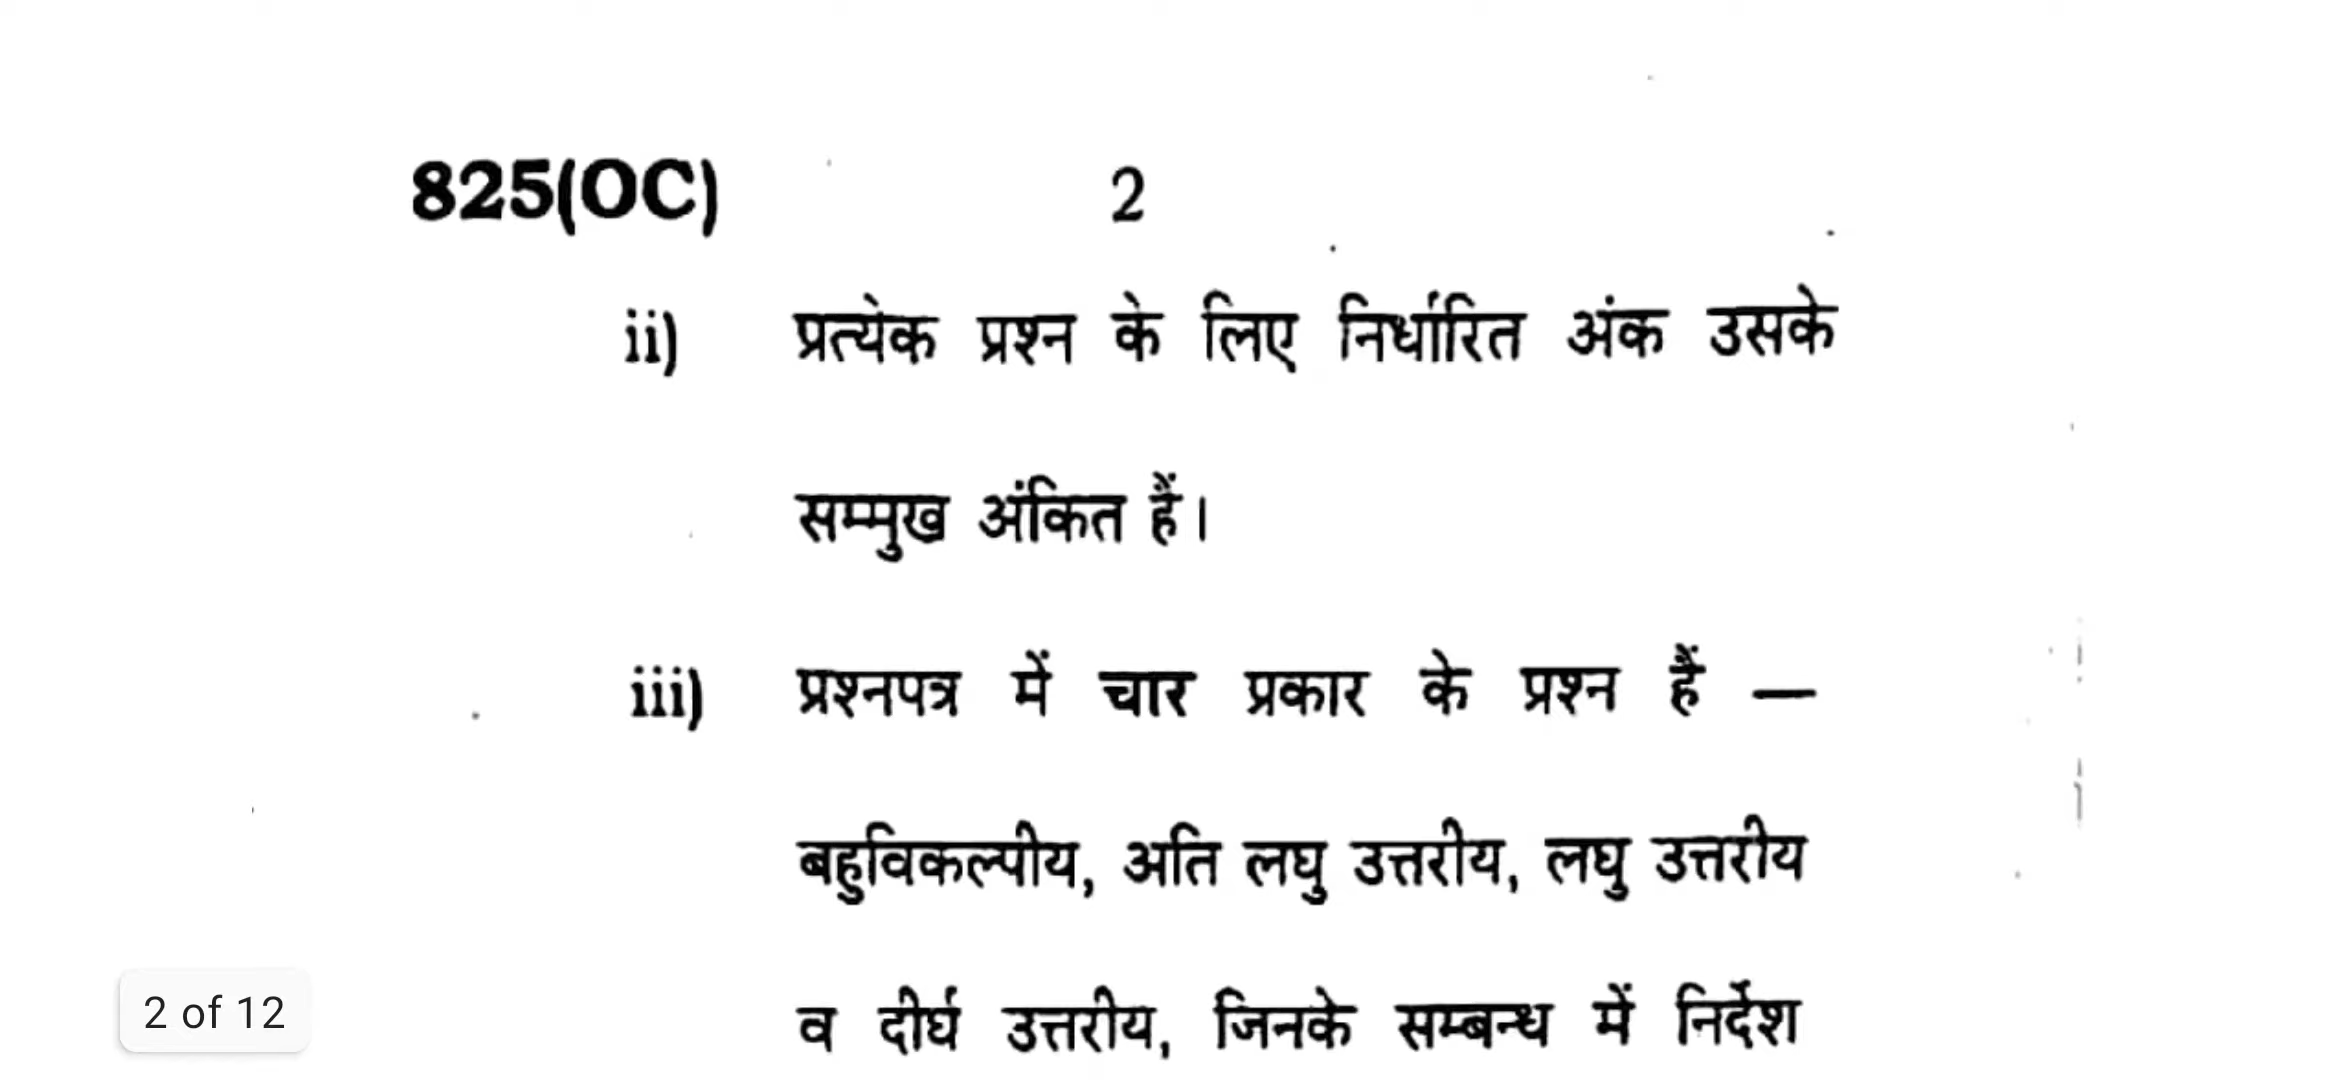 825(OC) 2
ii) प्रत्येक प्रश्न के लिए निर्धारित अंक उसके
सम्मुख अंकित हैं।
iii) प्रश्नपत्र में चार प्रकार के प्रश्न हैं —
बहुविकल्पीय, अति लघु उत्तरीय, लघु उत्तरीय
व दीर्घ उत्तरीय, जिनके सम्बन्ध में निर्देश
2 of 12